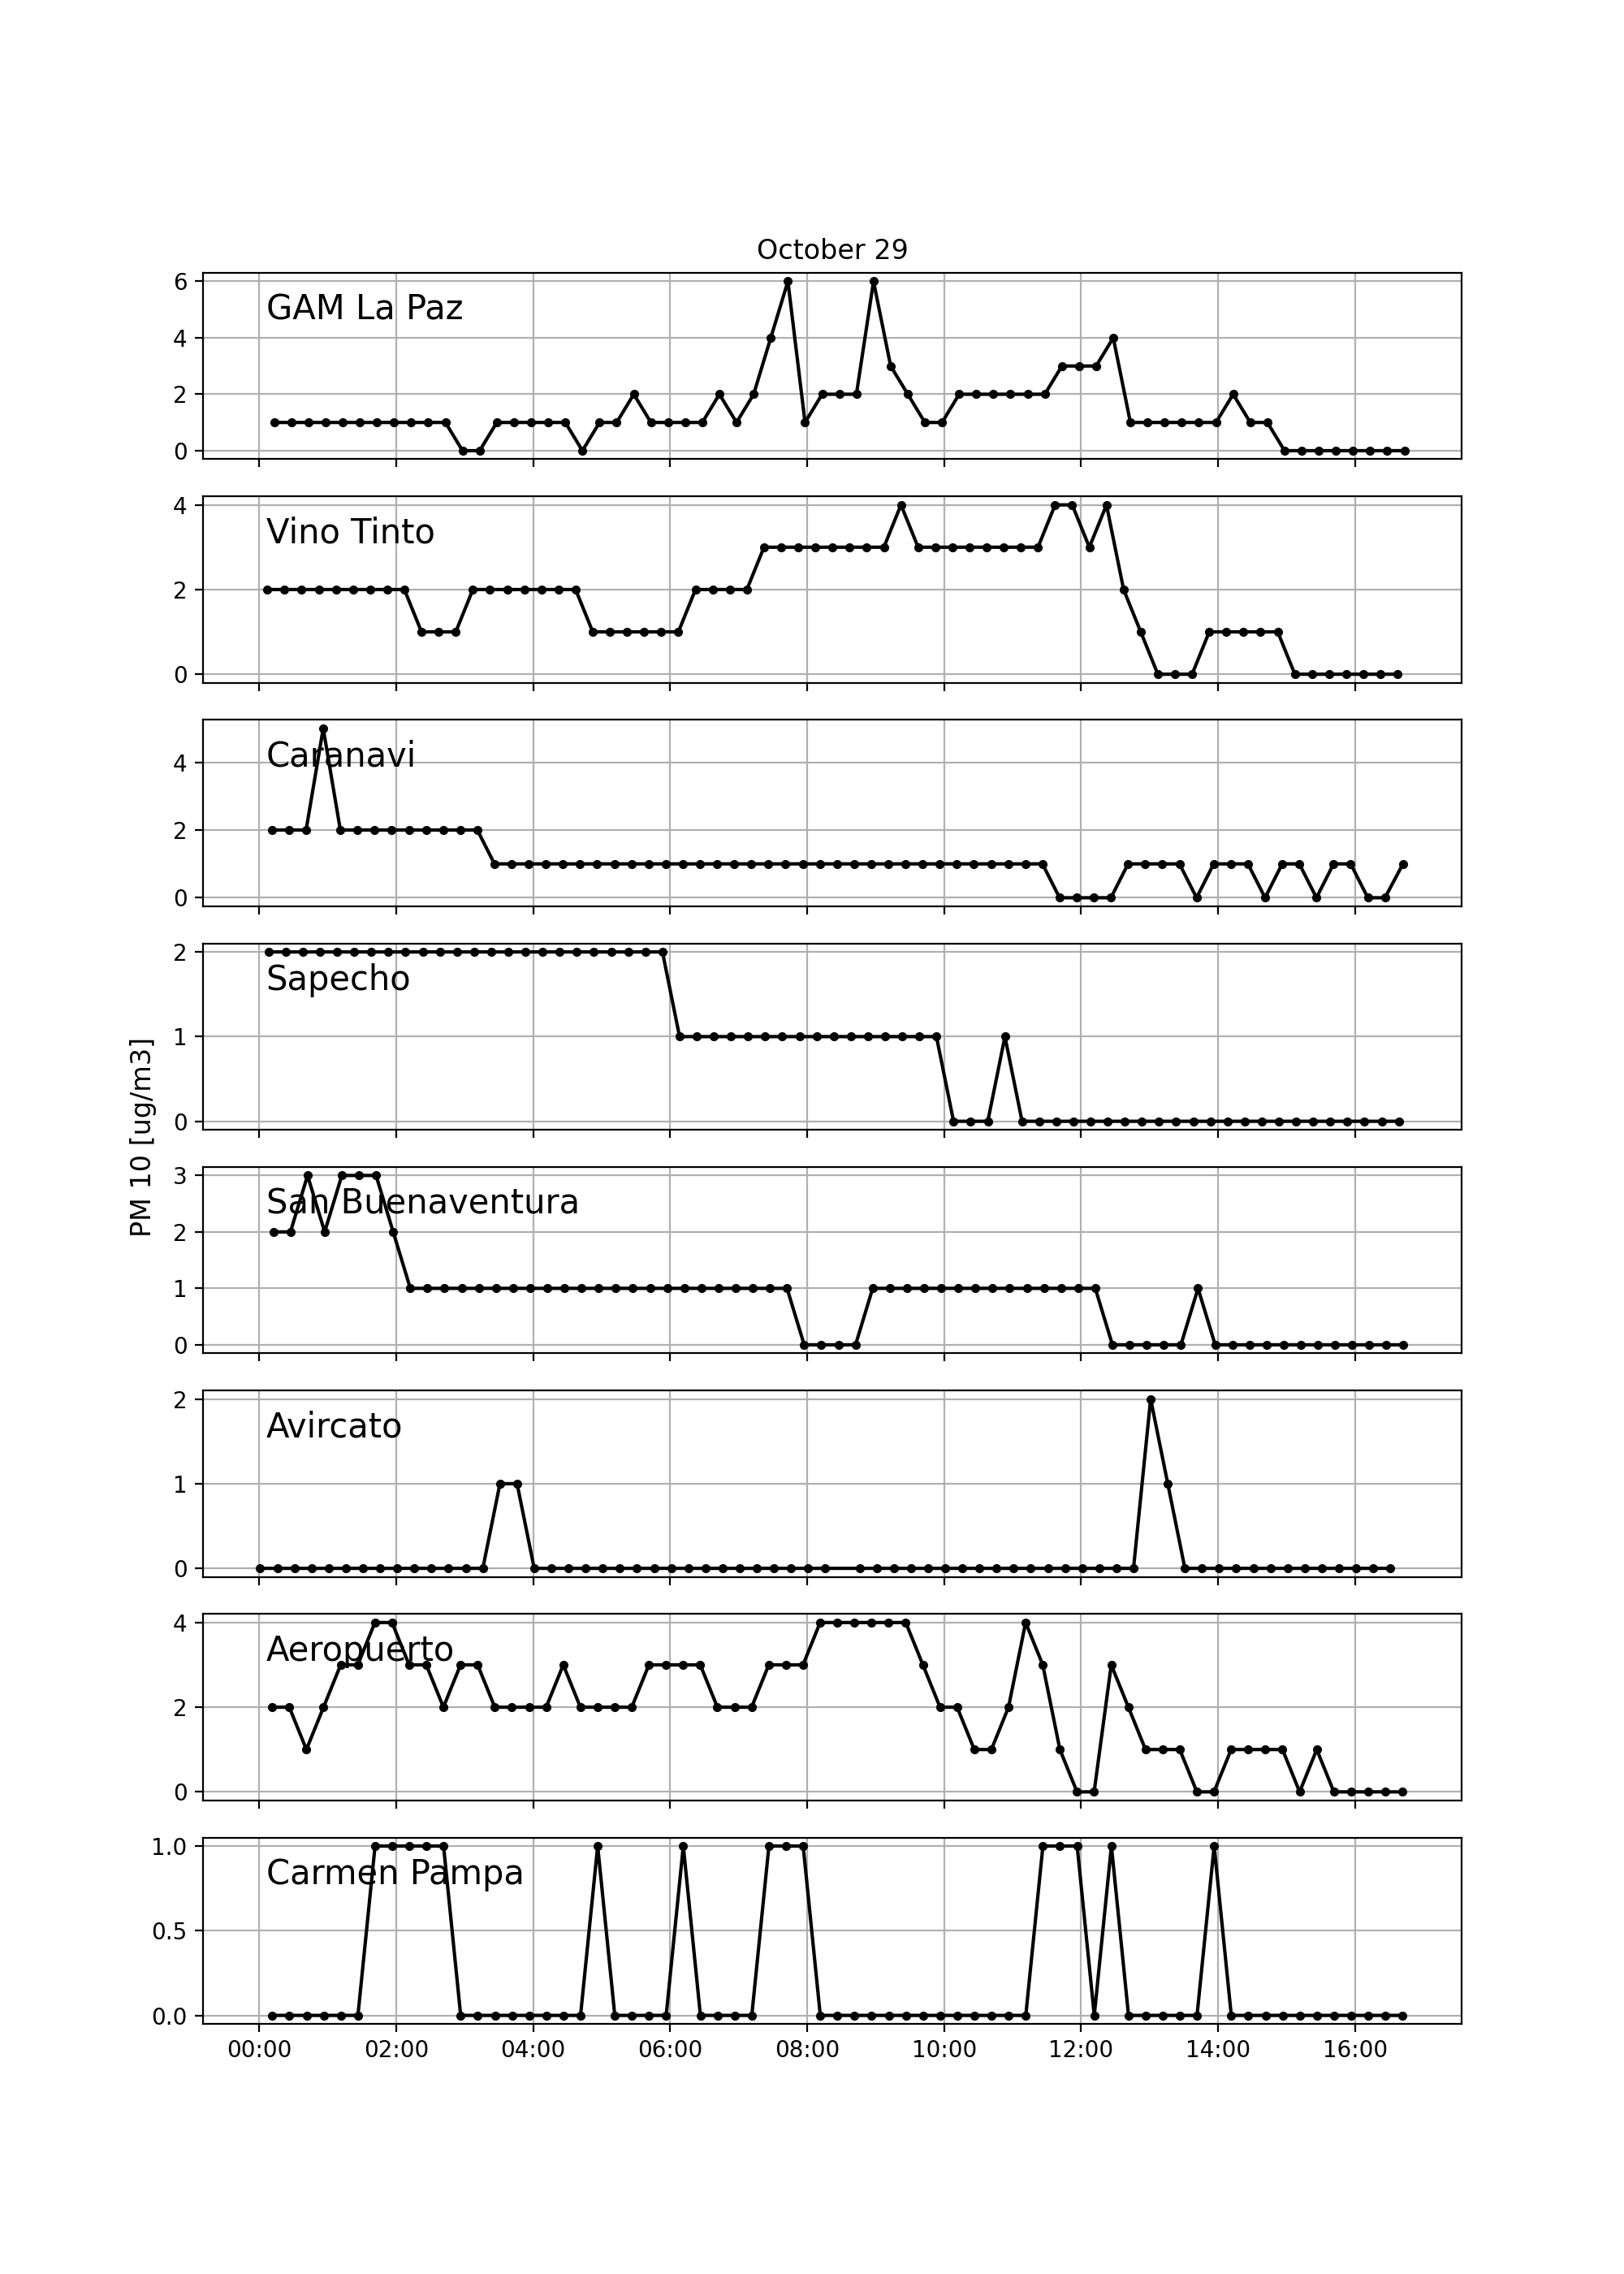 October 29
6
GAM La Paz
4
2
0
4
Vino Tinto
2
0
Caranavi
4
2
0
2
Sapecho
1
0
PM 10 [ug/m3]
3
San Buenaventura
2
1
0
2
Avircato
1
0
4
Aeropuerto
2
0
1.0
Carmen Pampa
0.5
0.0
00:00 02:00 04:00 06:00 08:00 10:00 12:00 14:00 16:00